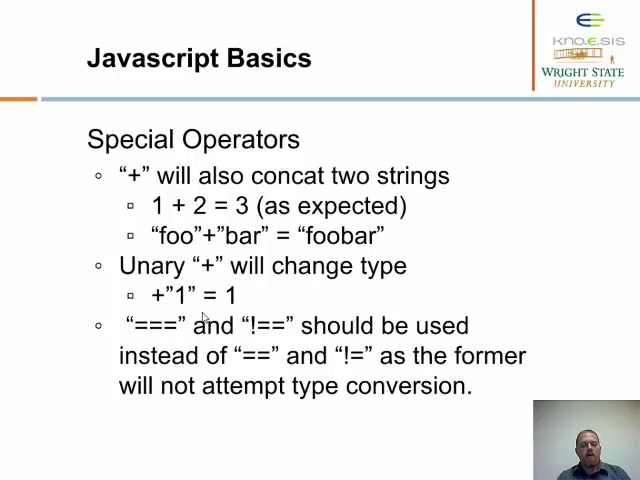 Javascript Basics
KNO.E.SIS
WRIGHT STATE
UNIVERSITY
Special Operators
◦ “+” will also concat two strings
▫ 1 + 2 = 3 (as expected)
▫ “foo”+”bar” = “foobar”
◦ Unary “+” will change type
▫ +”1” = 1
◦ “===” and “!==” should be used
instead of “==” and “!=” as the former
will not attempt type conversion.